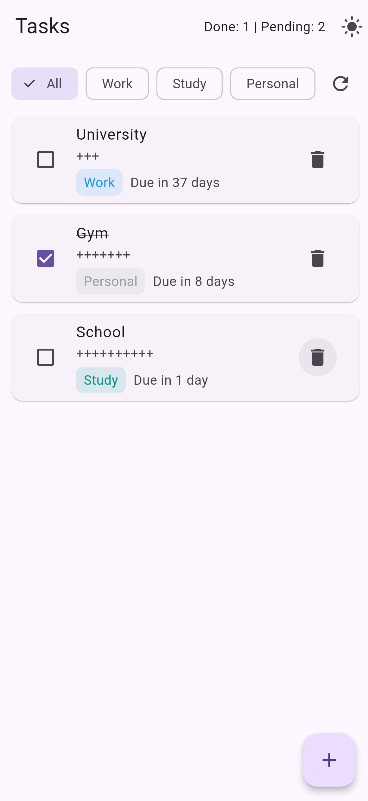 Tasks
Done: 1 | Pending: 2
All
Work
Study
Personal
University
+++
Work
Due in 37 days
Gym
+++++++
Personal
Due in 8 days
School
++++++++++
Study
Due in 1 day
+